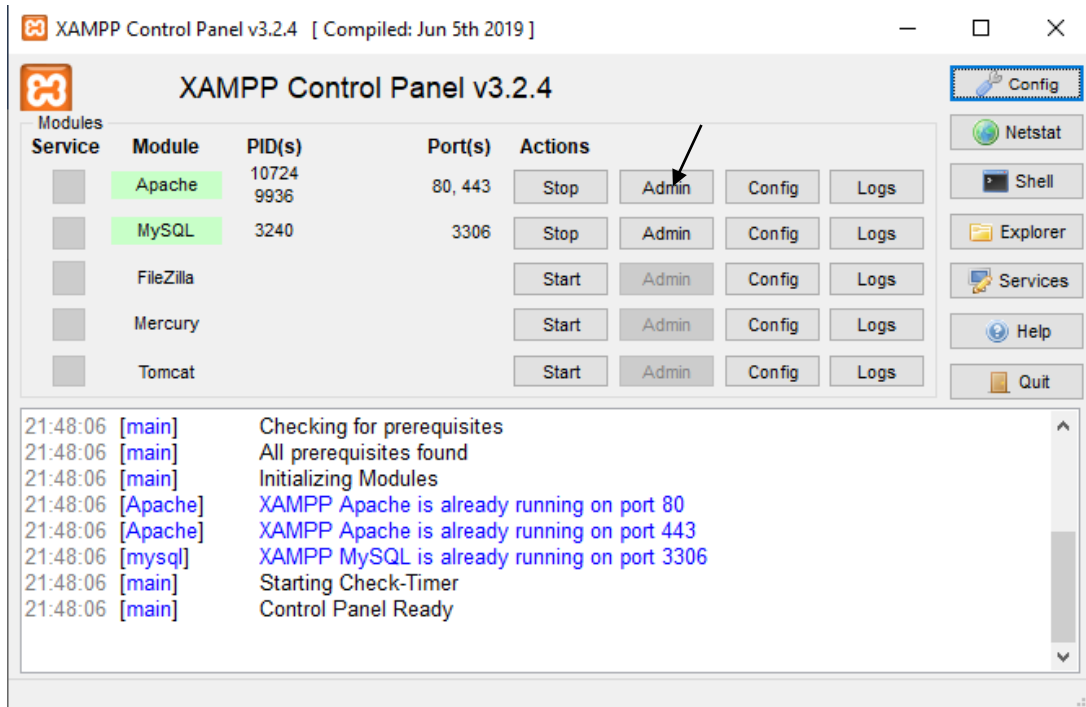 XAMPP Control Panel v3.2.4 [ Compiled: Jun 5th 2019 ]
XAMPP Control Panel v3.2.4
Config
Modules
Service Module PID(s) Port(s) Actions
Netstat
Apache 10724 9936 80, 443 Stop Admin Config Logs
Shell
MySQL 3240 3306 Stop Admin Config Logs
Explorer
FileZilla Start Admin Config Logs
Services
Mercury Start Admin Config Logs
Help
Tomcat Start Admin Config Logs
Quit
21:48:06 [main] Checking for prerequisites
21:48:06 [main] All prerequisites found
21:48:06 [main] Initializing Modules
21:48:06 [Apache] XAMPP Apache is already running on port 80
21:48:06 [Apache] XAMPP Apache is already running on port 443
21:48:06 [mysql] XAMPP MySQL is already running on port 3306
21:48:06 [main] Starting Check-Timer
21:48:06 [main] Control Panel Ready